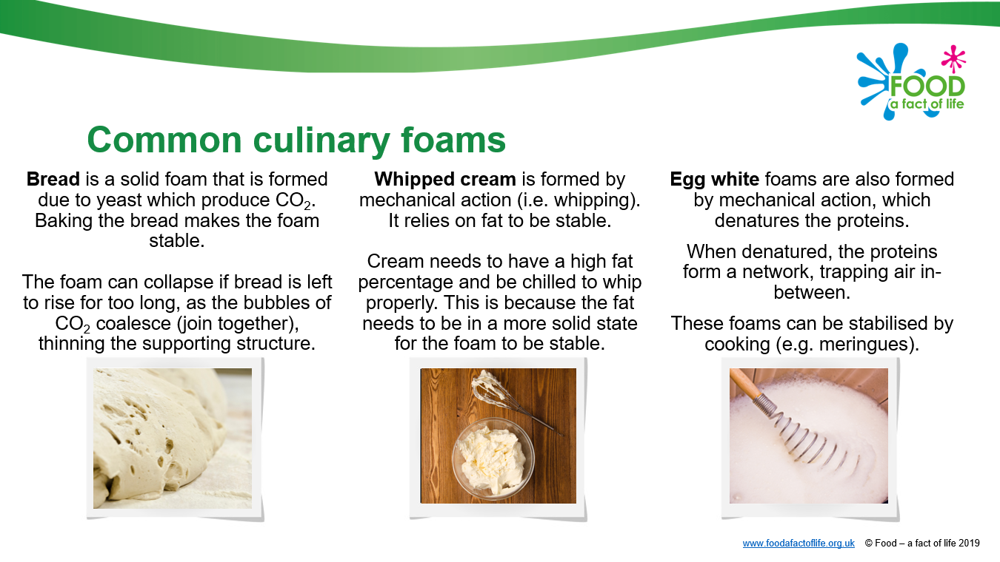 FOOD
a fact of life
Common culinary foams
Bread is a solid foam that is formed
due to yeast which produce CO₂.
Baking the bread makes the foam
stable.
The foam can collapse if bread is left
to rise for too long, as the bubbles of
CO₂ coalesce (join together),
thinning the supporting structure.
Whipped cream is formed by
mechanical action (i.e. whipping).
It relies on fat to be stable.
Cream needs to have a high fat
percentage and be chilled to whip
properly. This is because the fat
needs to be in a more solid state
for the foam to be stable.
Egg white foams are also formed
by mechanical action, which
denatures the proteins.
When denatured, the proteins
form a network, trapping air in-
between.
These foams can be stabilised by
cooking (e.g. meringues).
www.foodafactoflife.org.uk © Food – a fact of life 2019